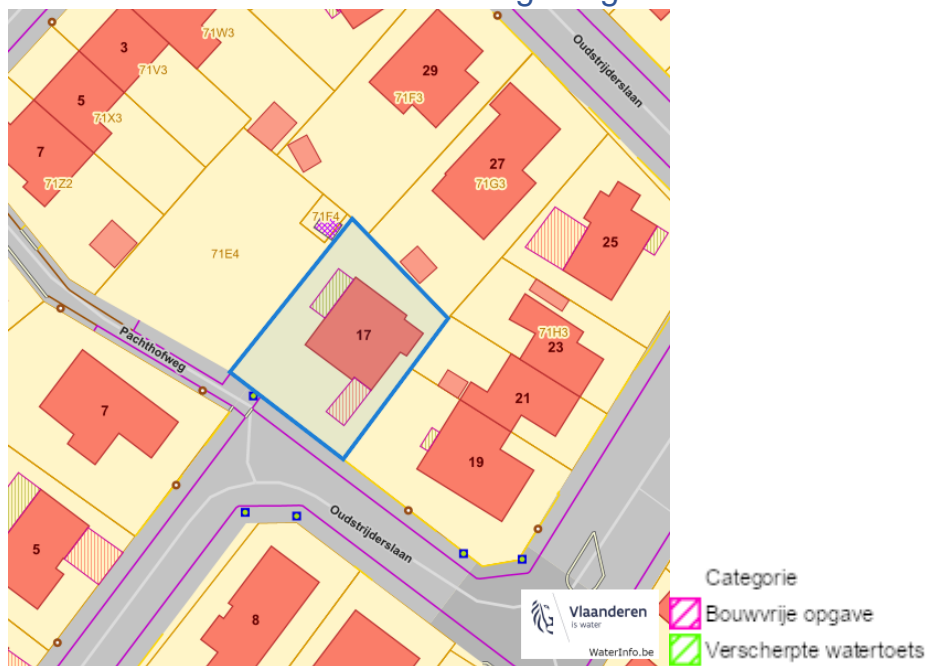 3
71W3
71V3
29
Oudstrijderslaan
5
71F3
71X3
7
27
71Z2
71G3
71F4
25
71E4
17
71H3
23
Pachthofweg
21
7
19
Oudstrijderslaan
5
8
Vlaanderen
is water
WaterInfo.be
Categorie
Bouwvrije opgave
Verscherpte watertoets